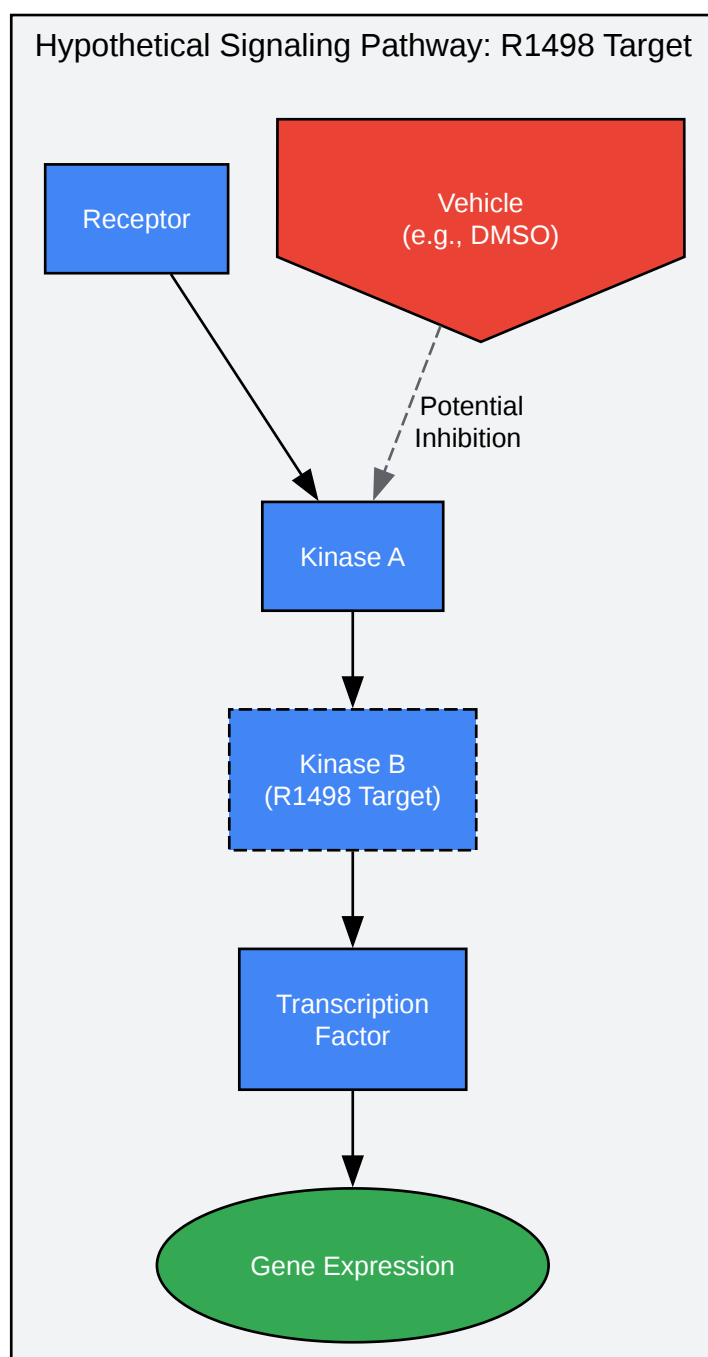 Hypothetical Signaling Pathway: R1498 Target
Receptor
Vehicle
(e.g., DMSO)
Potential
Inhibition
Kinase A
Kinase B
(R1498 Target)
Transcription
Factor
Gene Expression